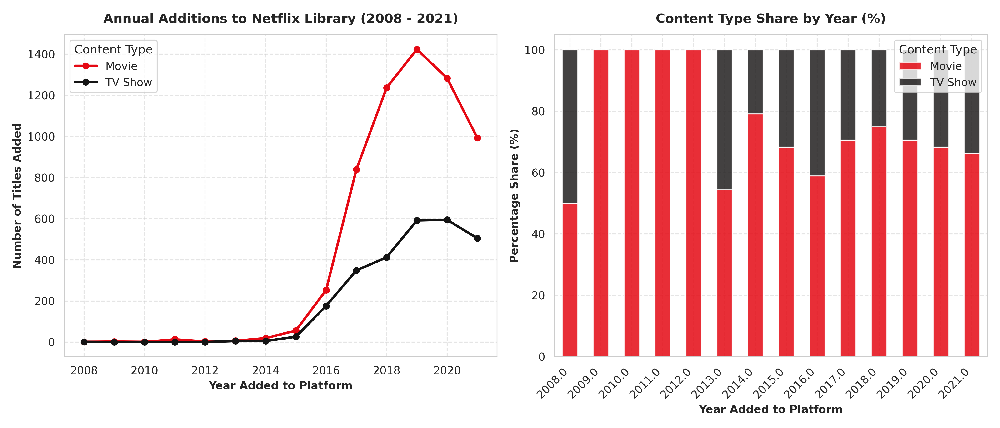 Annual Additions to Netflix Library (2008 - 2021)
Content Type
Movie
TV Show
Number of Titles Added
1400
1200
1000
800
600
400
200
0
2008 2010 2012 2014 2016 2018 2020
Year Added to Platform
Content Type Share by Year (%)
Content Type
Movie
TV Show
Percentage Share (%)
100
80
60
40
20
0
2008.0 2009.0 2010.0 2011.0 2012.0 2013.0 2014.0 2015.0 2016.0 2017.0 2018.0 2019.0 2020.0 2021.0
Year Added to Platform